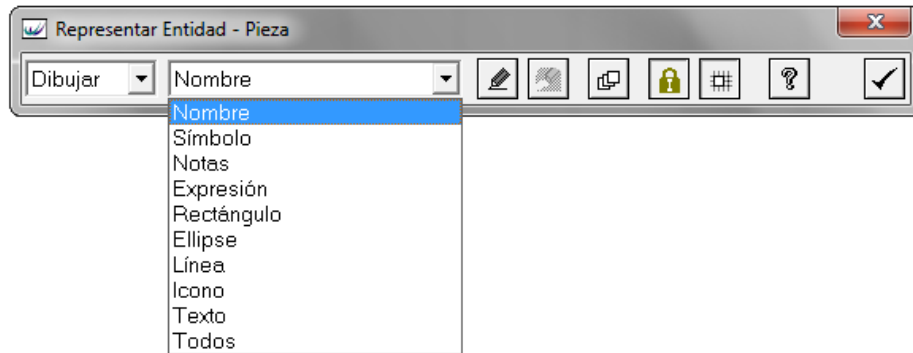 Representar Entidad - Pieza
Dibujar Nombre
Nombre
Símbolo
Notas
Expresión
Rectángulo
Ellipse
Línea
Icono
Texto
Todos